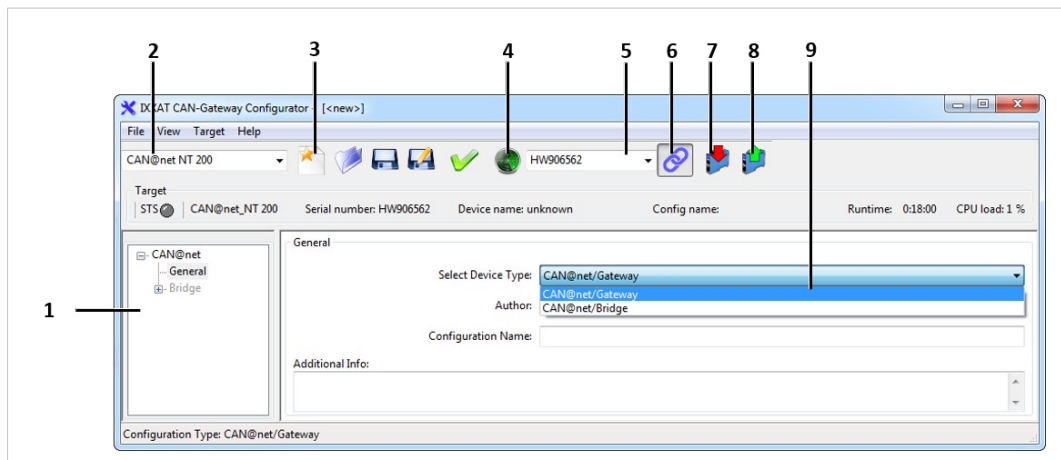 2 3 4 5 6 7 8 9
IXXAT CAN-Gateway Configurator - [<new>]
File View Target Help
CAN@net NT 200 HW906562
Target
STS CAN@net_NT 200 Serial number: HW906562 Device name: unknown Config name: Runtime: 0:18:00 CPU load: 1 %
CAN@net
General
Bridge
1
General
Select Device Type: CAN@net/Gateway
CAN@net/Gateway
Author: CAN@net/Bridge
Configuration Name:
Additional Info:
Configuration Type: CAN@net/Gateway